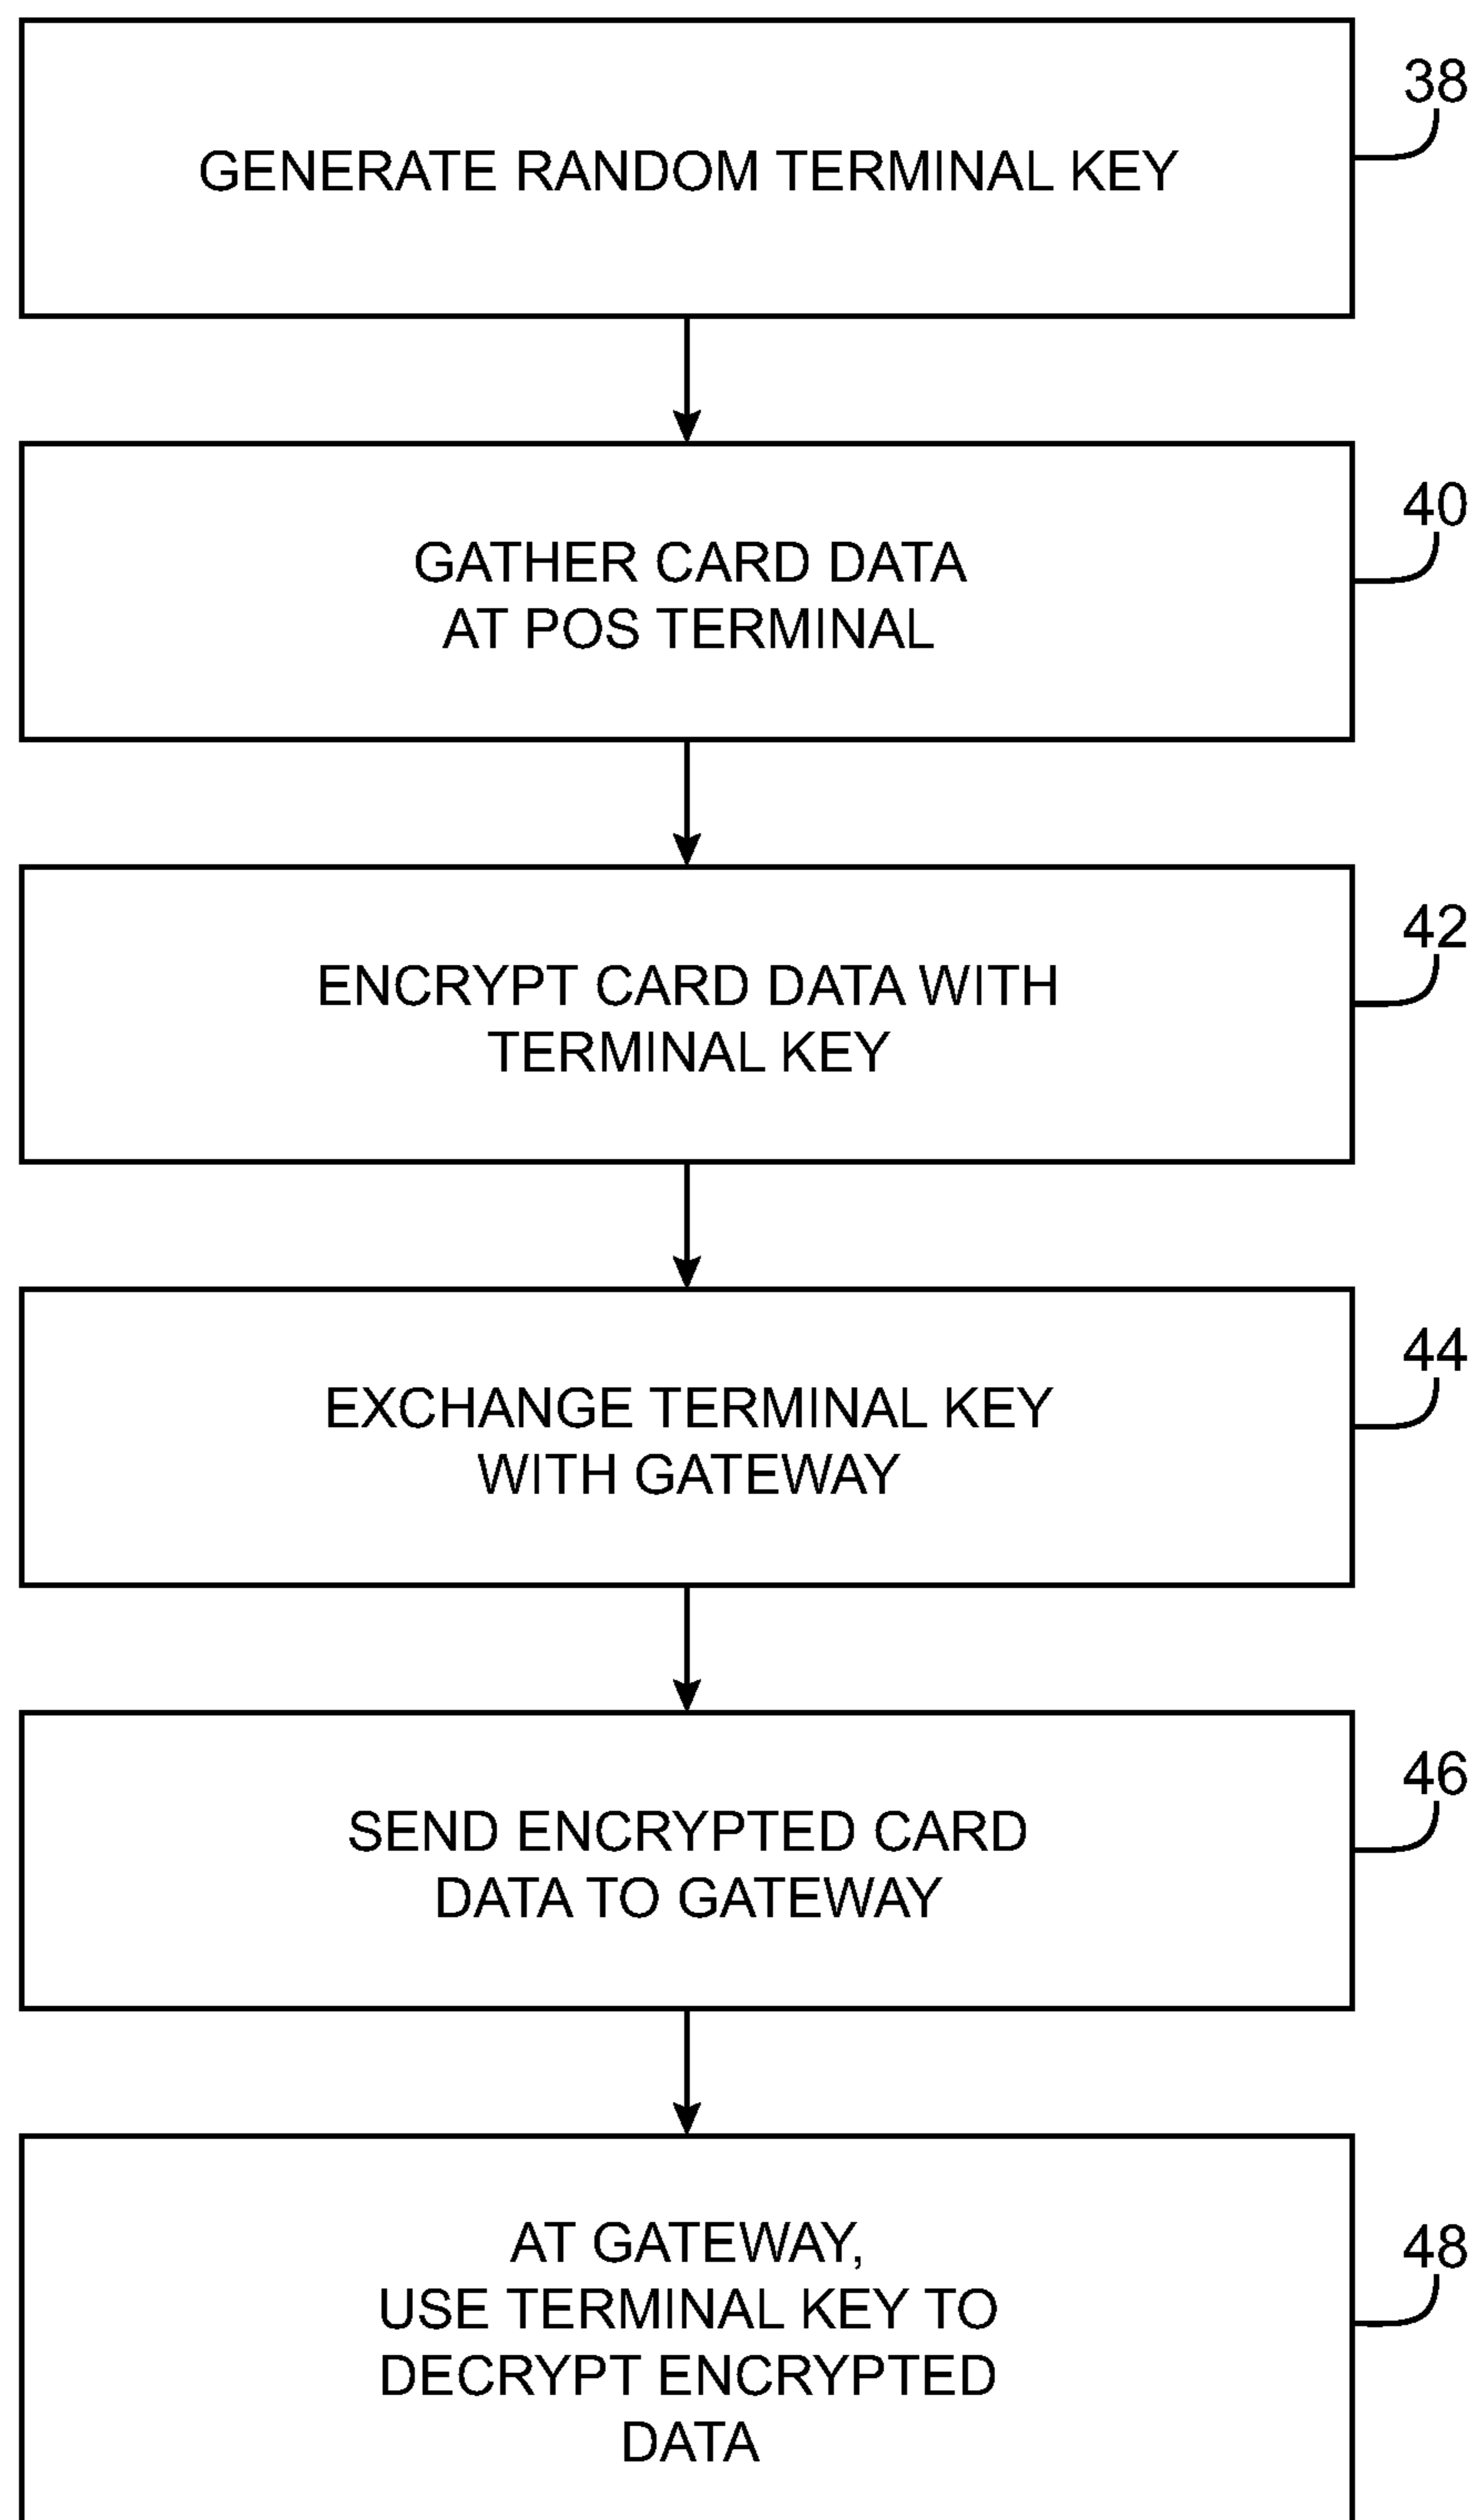 38
GENERATE RANDOM TERMINAL KEY
40
GATHER CARD DATA
AT POS TERMINAL
42
ENCRYPT CARD DATA WITH
TERMINAL KEY
44
EXCHANGE TERMINAL KEY
WITH GATEWAY
46
SEND ENCRYPTED CARD
DATA TO GATEWAY
48
AT GATEWAY,
USE TERMINAL KEY TO
DECRYPT ENCRYPTED
DATA